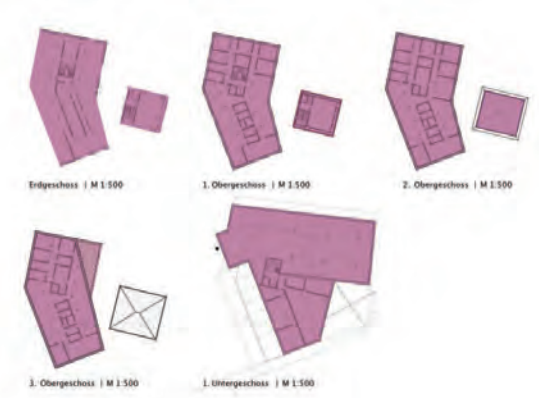 Erdgeschoss | M 1:500
1. Obergeschoss | M 1:500
2. Obergeschoss | M 1:500
3. Obergeschoss | M 1:500
1. Untergeschoss | M 1:500